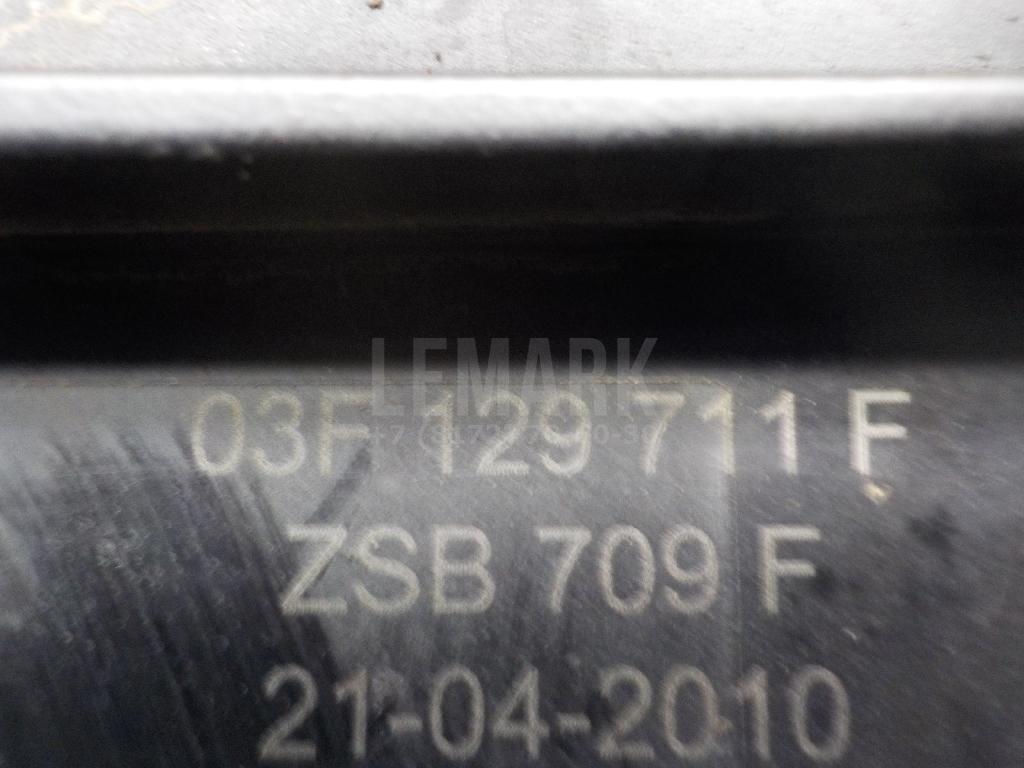 LEMARK
03F 129 711 F
ZSB 709 F
21-04-2010